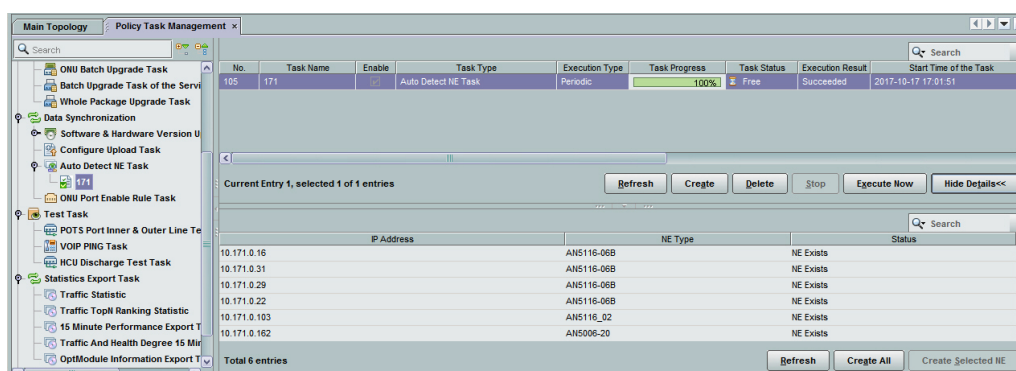 Main Topology
Policy Task Management ×
Search
ONU Batch Upgrade Task
Batch Upgrade Task of the Servi
Whole Package Upgrade Task
Data Synchronization
Software & Hardware Version U
Configure Upload Task
Auto Detect NE Task
171
ONU Port Enable Rule Task
Test Task
POTS Port Inner & Outer Line Te
VOIP PING Task
HCU Discharge Test Task
Statistics Export Task
Traffic Statistic
Traffic TopN Ranking Statistic
15 Minute Performance Export T
Traffic And Health Degree 15 Min
OptModule Information Export T
Search
No. Task Name Enable Task Type Execution Type Task Progress Task Status Execution Result Start Time of the Task
105 171 Auto Detect NE Task Periodic 100% Free Succeeded 2017-10-17 17:01:51
Current Entry 1, selected 1 of 1 entries
Refresh Create Delete Stop Execute Now Hide Details<<
Search
IP Address NE Type Status
10.171.0.16 AN5116-06B NE Exists
10.171.0.31 AN5116-06B NE Exists
10.171.0.29 AN5116-06B NE Exists
10.171.0.22 AN5116-06B NE Exists
10.171.0.103 AN5116_02 NE Exists
10.171.0.162 AN5006-20 NE Exists
Total 6 entries
Refresh Create All Create Selected NE